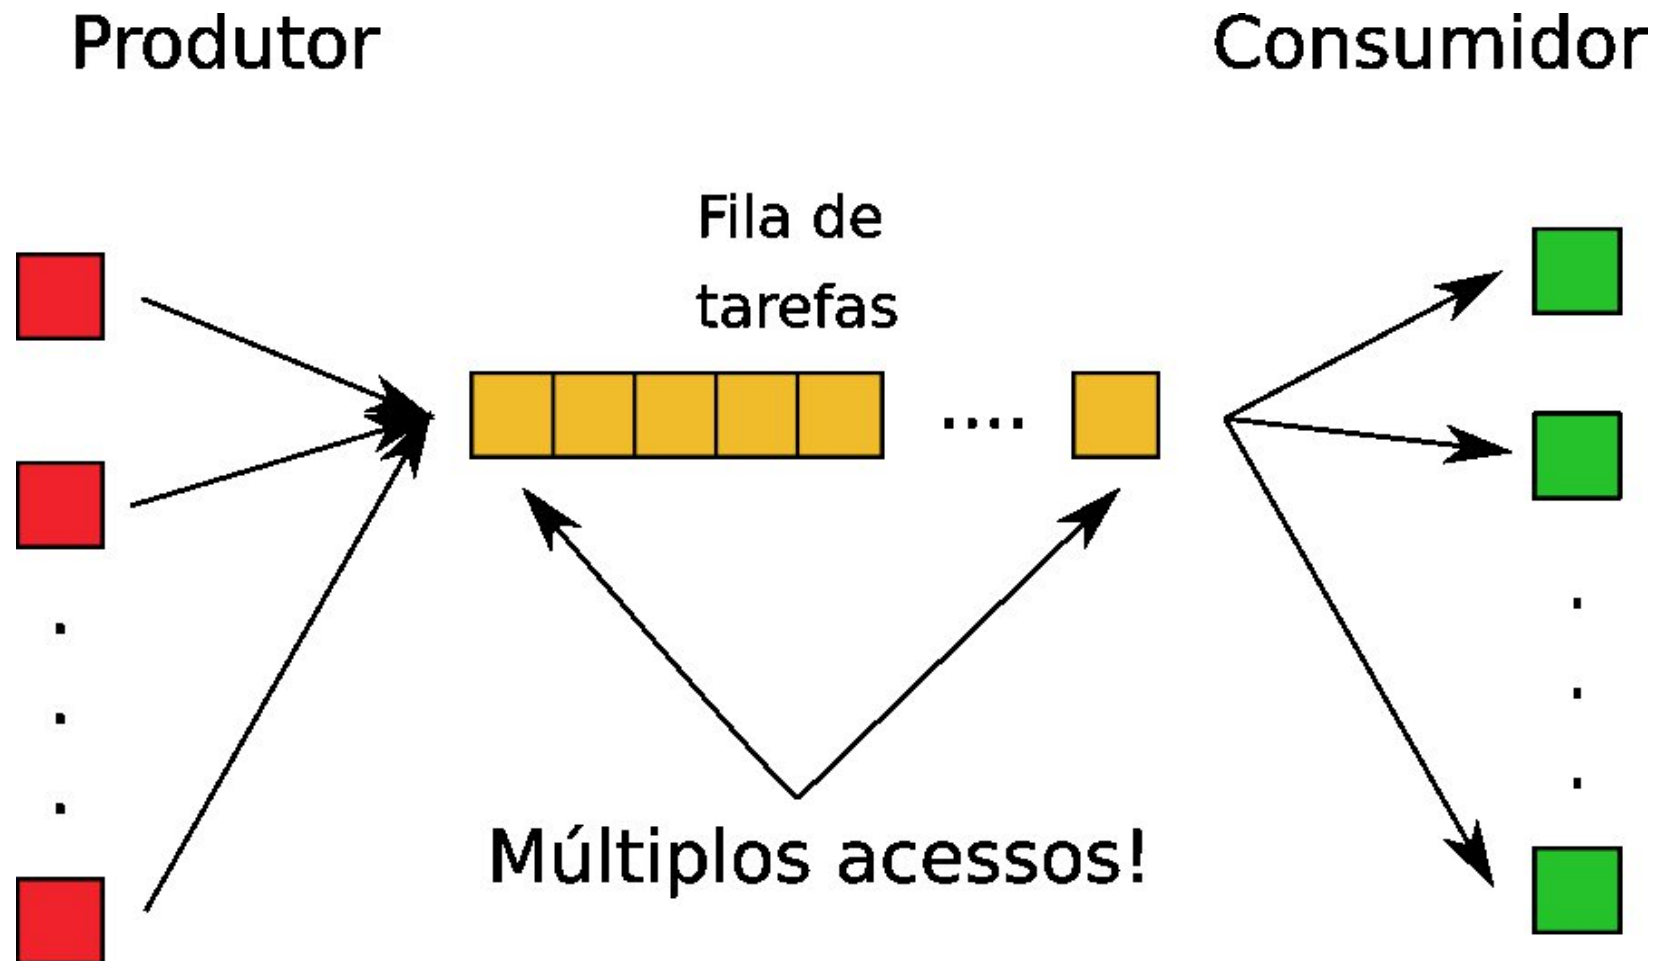 Produtor
Consumidor
Fila de
tarefas
....
Múltiplos acessos!